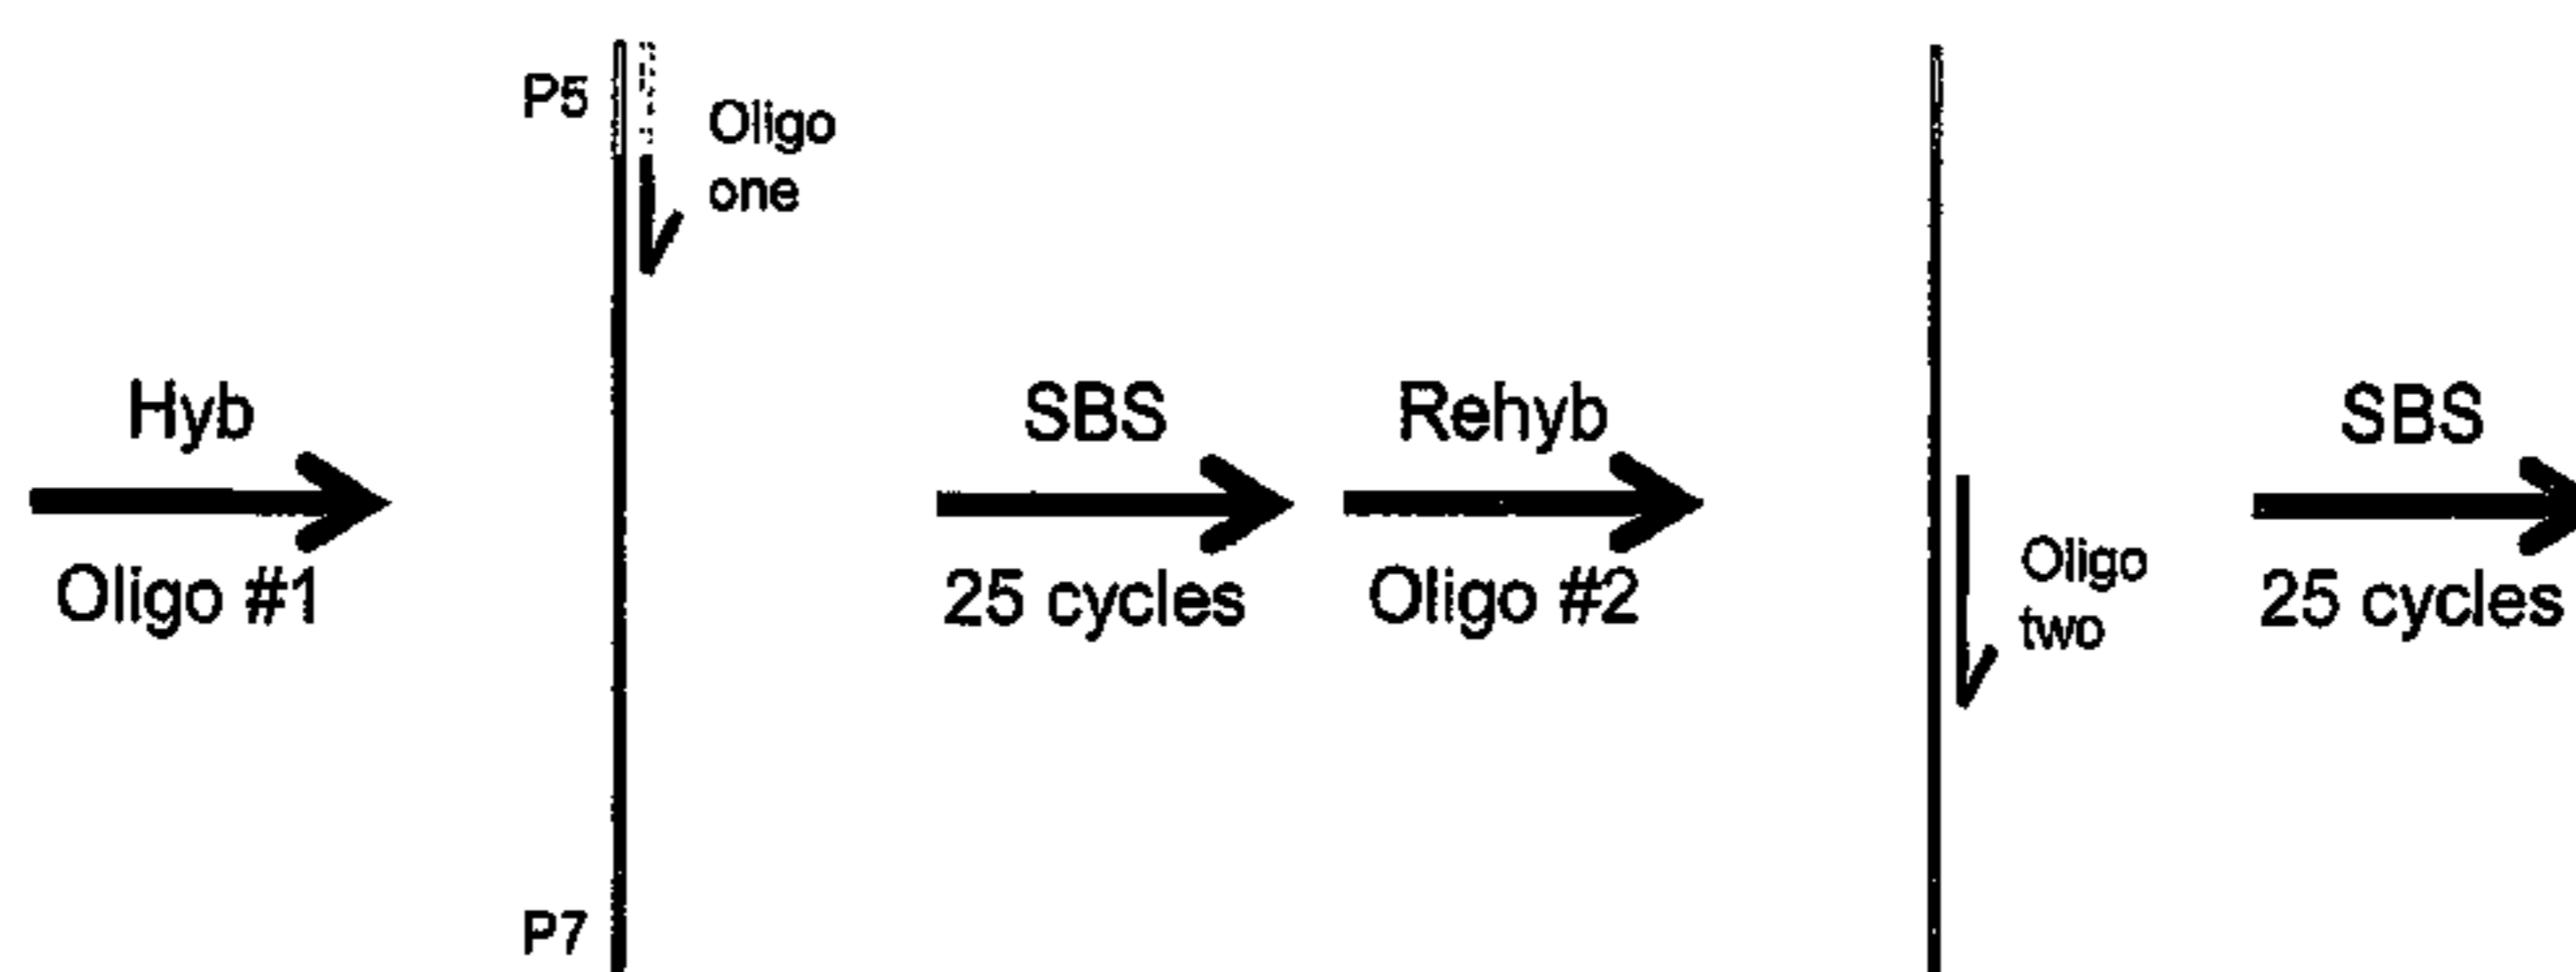 Hyb
Oligo #1
P5
Oligo
one
P7
SBS
25 cycles
Rehyb
Oligo #2
Oligo
two
SBS
25 cycles